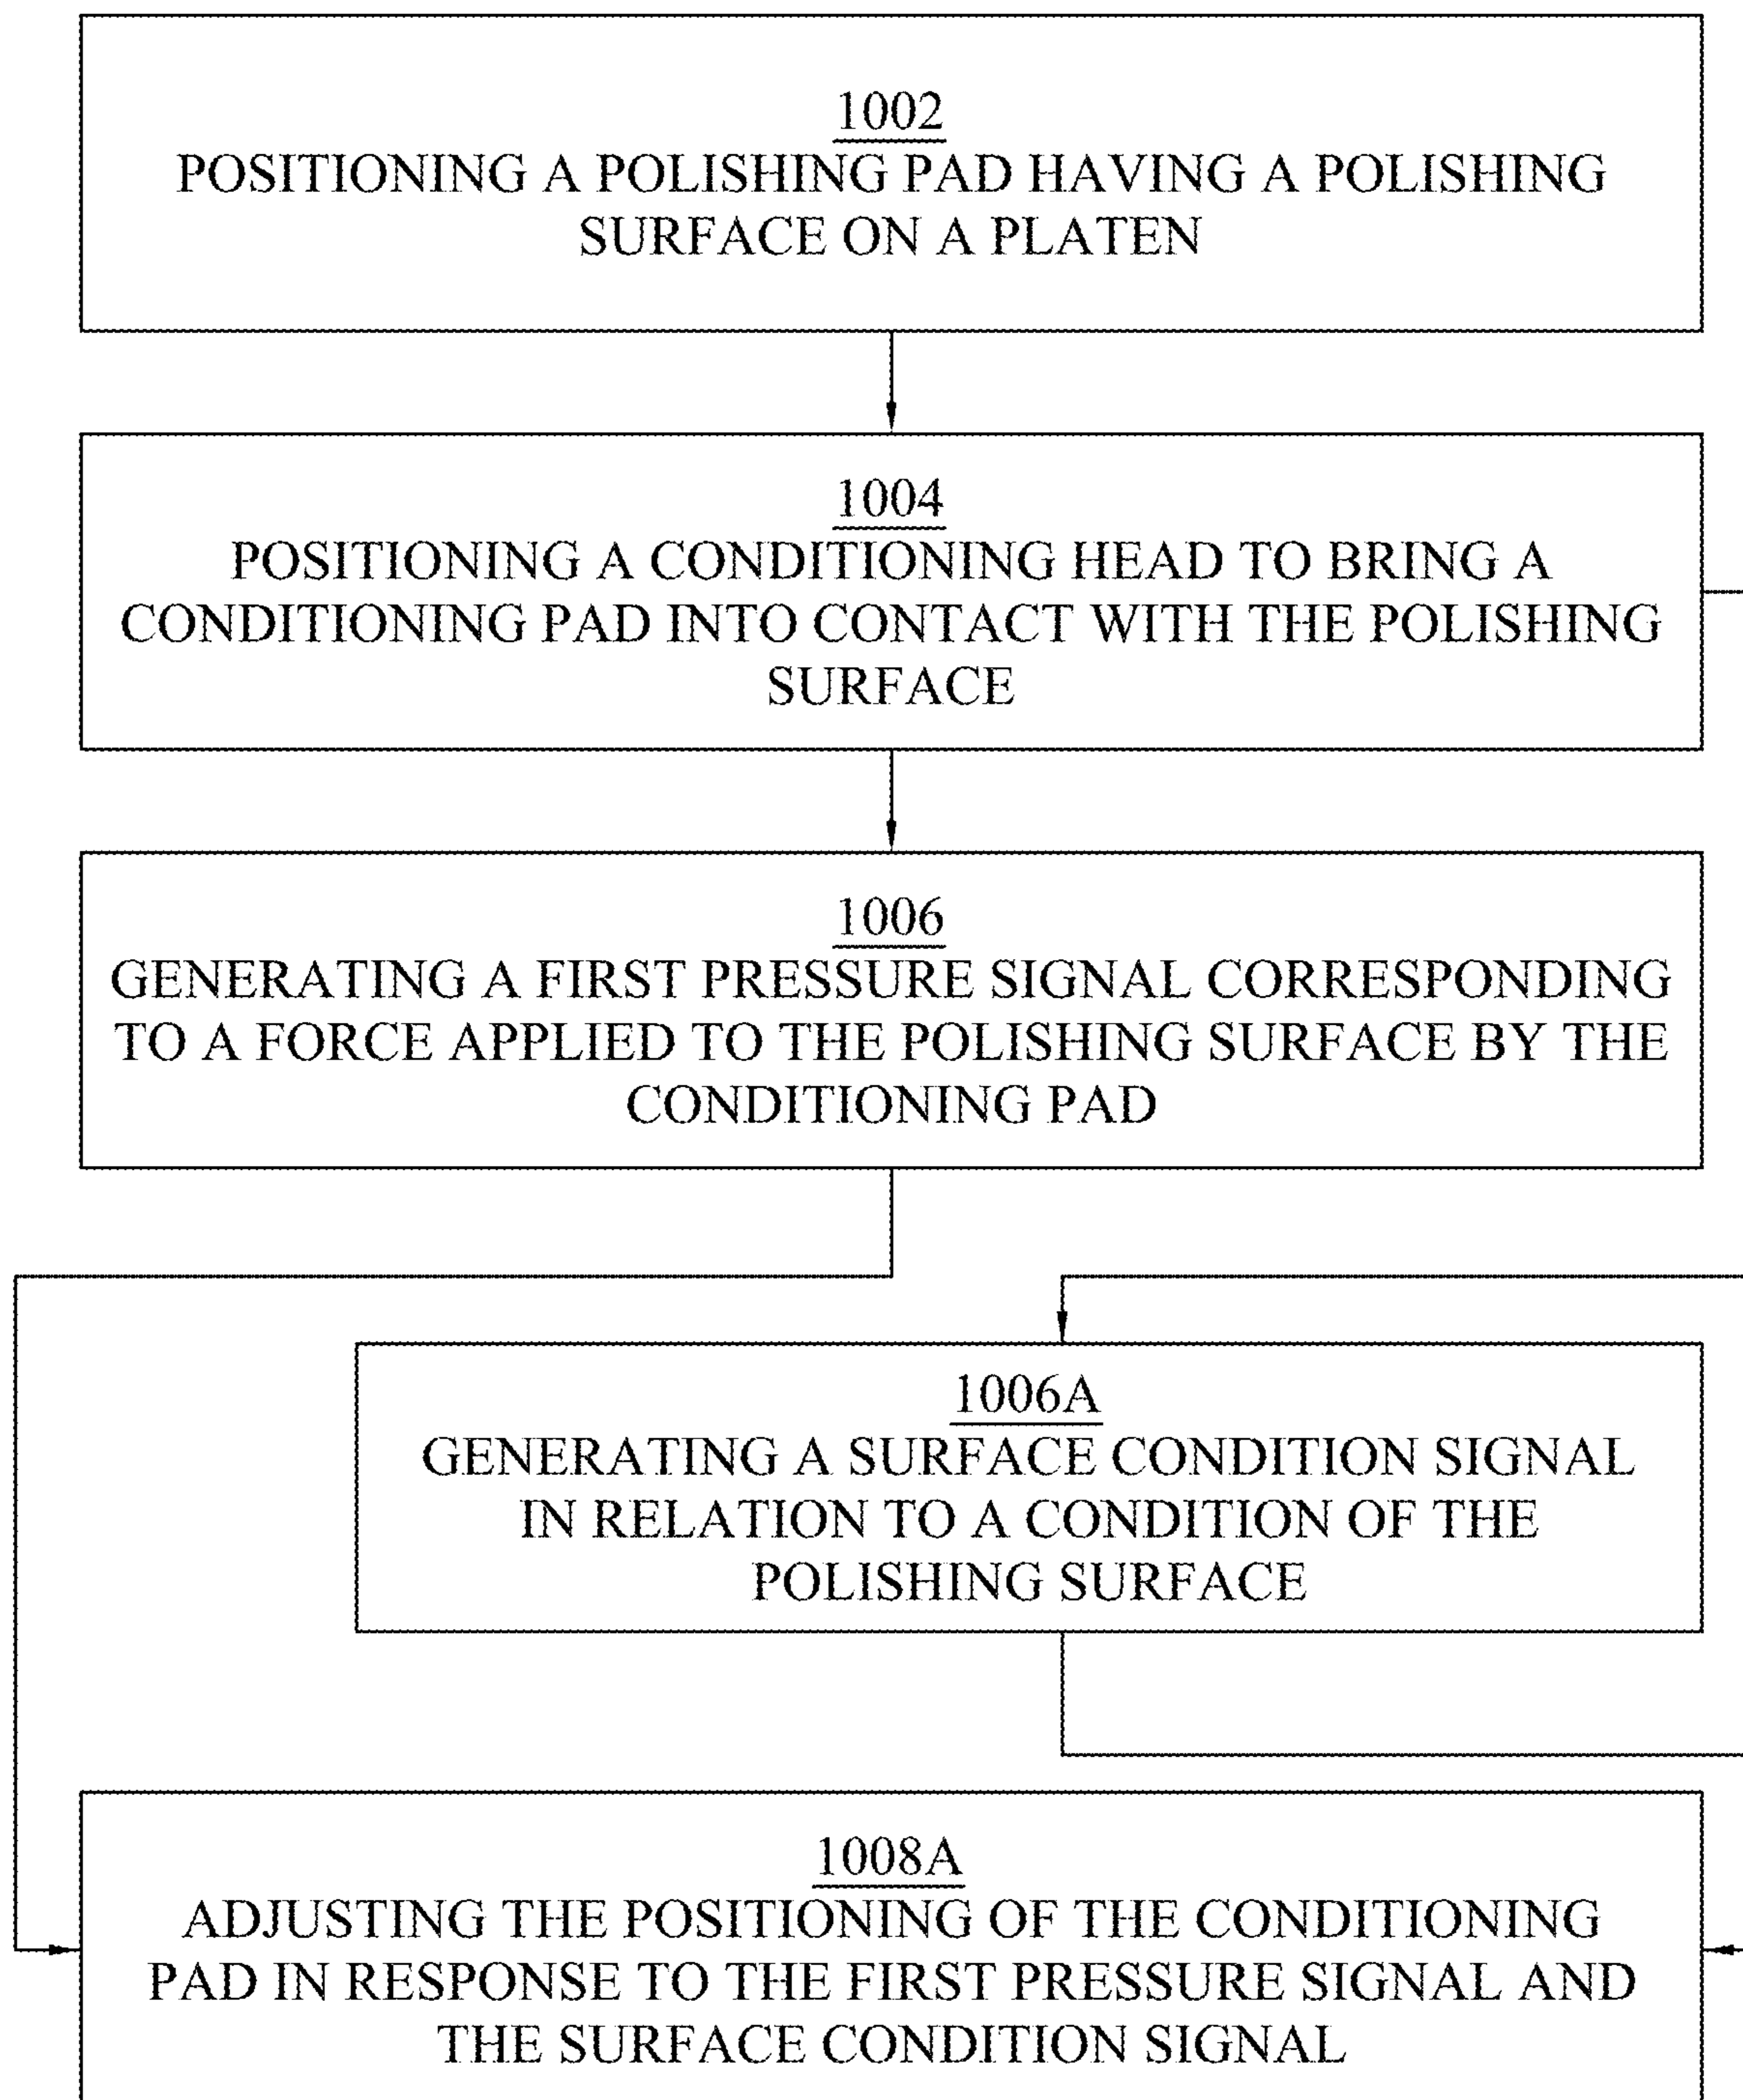 1002
POSITIONING A POLISHING PAD HAVING A POLISHING
SURFACE ON A PLATEN
1004
POSITIONING A CONDITIONING HEAD TO BRING A
CONDITIONING PAD INTO CONTACT WITH THE POLISHING
SURFACE
1006
GENERATING A FIRST PRESSURE SIGNAL CORRESPONDING
TO A FORCE APPLIED TO THE POLISHING SURFACE BY THE
CONDITIONING PAD
1006A
GENERATING A SURFACE CONDITION SIGNAL
IN RELATION TO A CONDITION OF THE
POLISHING SURFACE
1008A
ADJUSTING THE POSITIONING OF THE CONDITIONING
PAD IN RESPONSE TO THE FIRST PRESSURE SIGNAL AND
THE SURFACE CONDITION SIGNAL